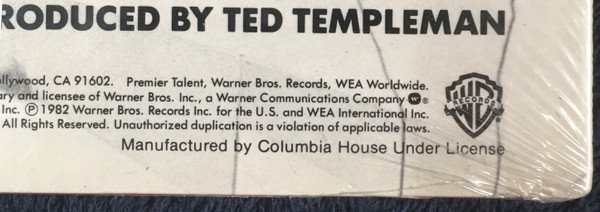 RODUCED BY TED TEMPLEMAN
ollywood, CA 91602. Premier Talent, Warner Bros. Records, WEA Worldwide.
ary and licensee of Warner Bros. Inc., a Warner Communications Company ®.
Inc. ℗ 1982 Warner Bros. Records Inc. for the U.S. and WEA International Inc.
All Rights Reserved. Unauthorized duplication is a violation of applicable laws.
WB RECORDS ®
Manufactured by Columbia House Under License